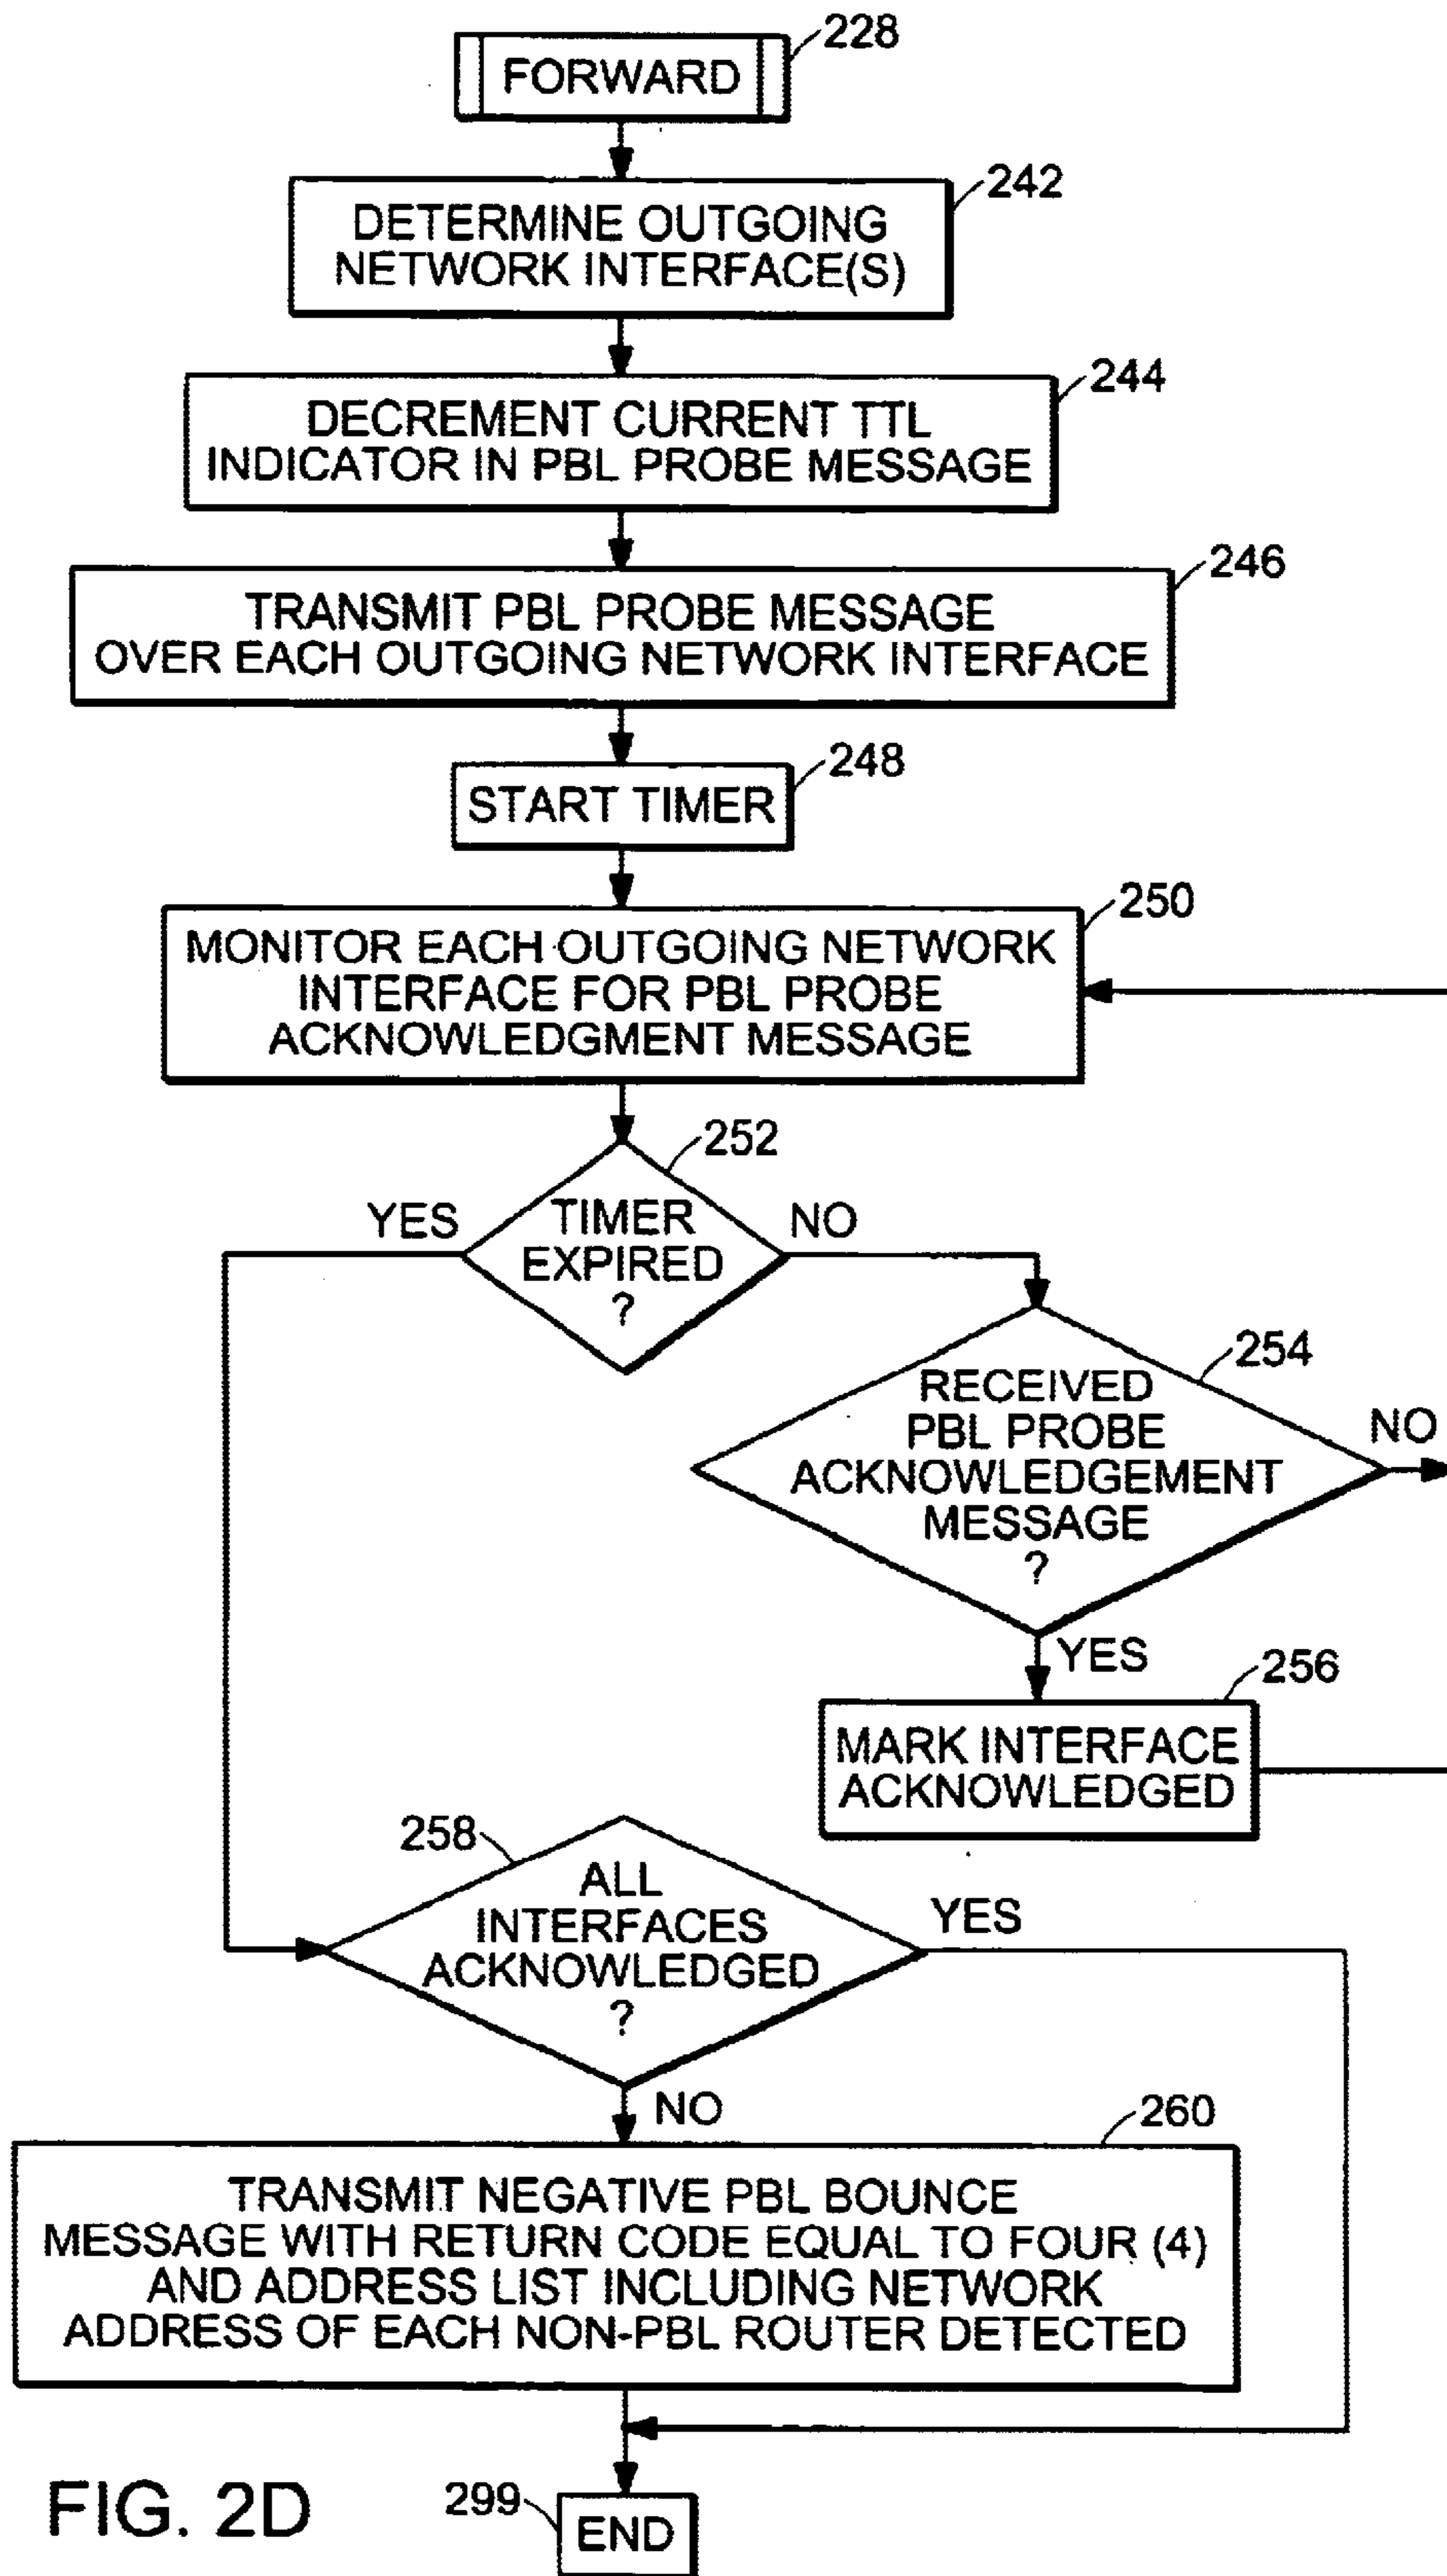 228
FORWARD
242
DETERMINE OUTGOING
NETWORK INTERFACE(S)
244
DECREMENT CURRENT TTL
INDICATOR IN PBL PROBE MESSAGE
246
TRANSMIT PBL PROBE MESSAGE
OVER EACH OUTGOING NETWORK INTERFACE
248
START TIMER
250
MONITOR EACH OUTGOING NETWORK
INTERFACE FOR PBL PROBE
ACKNOWLEDGMENT MESSAGE
252
YES
TIMER
EXPIRED
?
NO
254
RECEIVED
PBL PROBE
ACKNOWLEDGEMENT
MESSAGE
?
NO
YES
256
MARK INTERFACE
ACKNOWLEDGED
258
ALL
INTERFACES
ACKNOWLEDGED
?
YES
NO
260
TRANSMIT NEGATIVE PBL BOUNCE
MESSAGE WITH RETURN CODE EQUAL TO FOUR (4)
AND ADDRESS LIST INCLUDING NETWORK
ADDRESS OF EACH NON-PBL ROUTER DETECTED
FIG. 2D
299
END